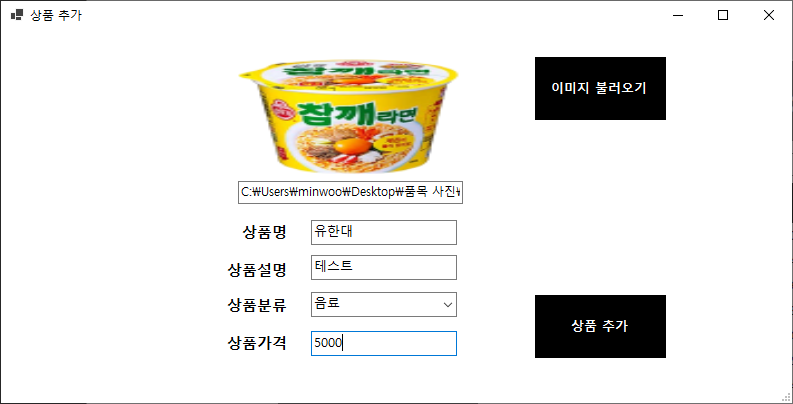 상품 추가
이미지 불러오기
참깨
라면
C:₩Users₩minwoo₩Desktop₩품목 사진₩
상품명 유한대
상품설명 테스트
상품분류 음료
상품가격 5000
상품 추가